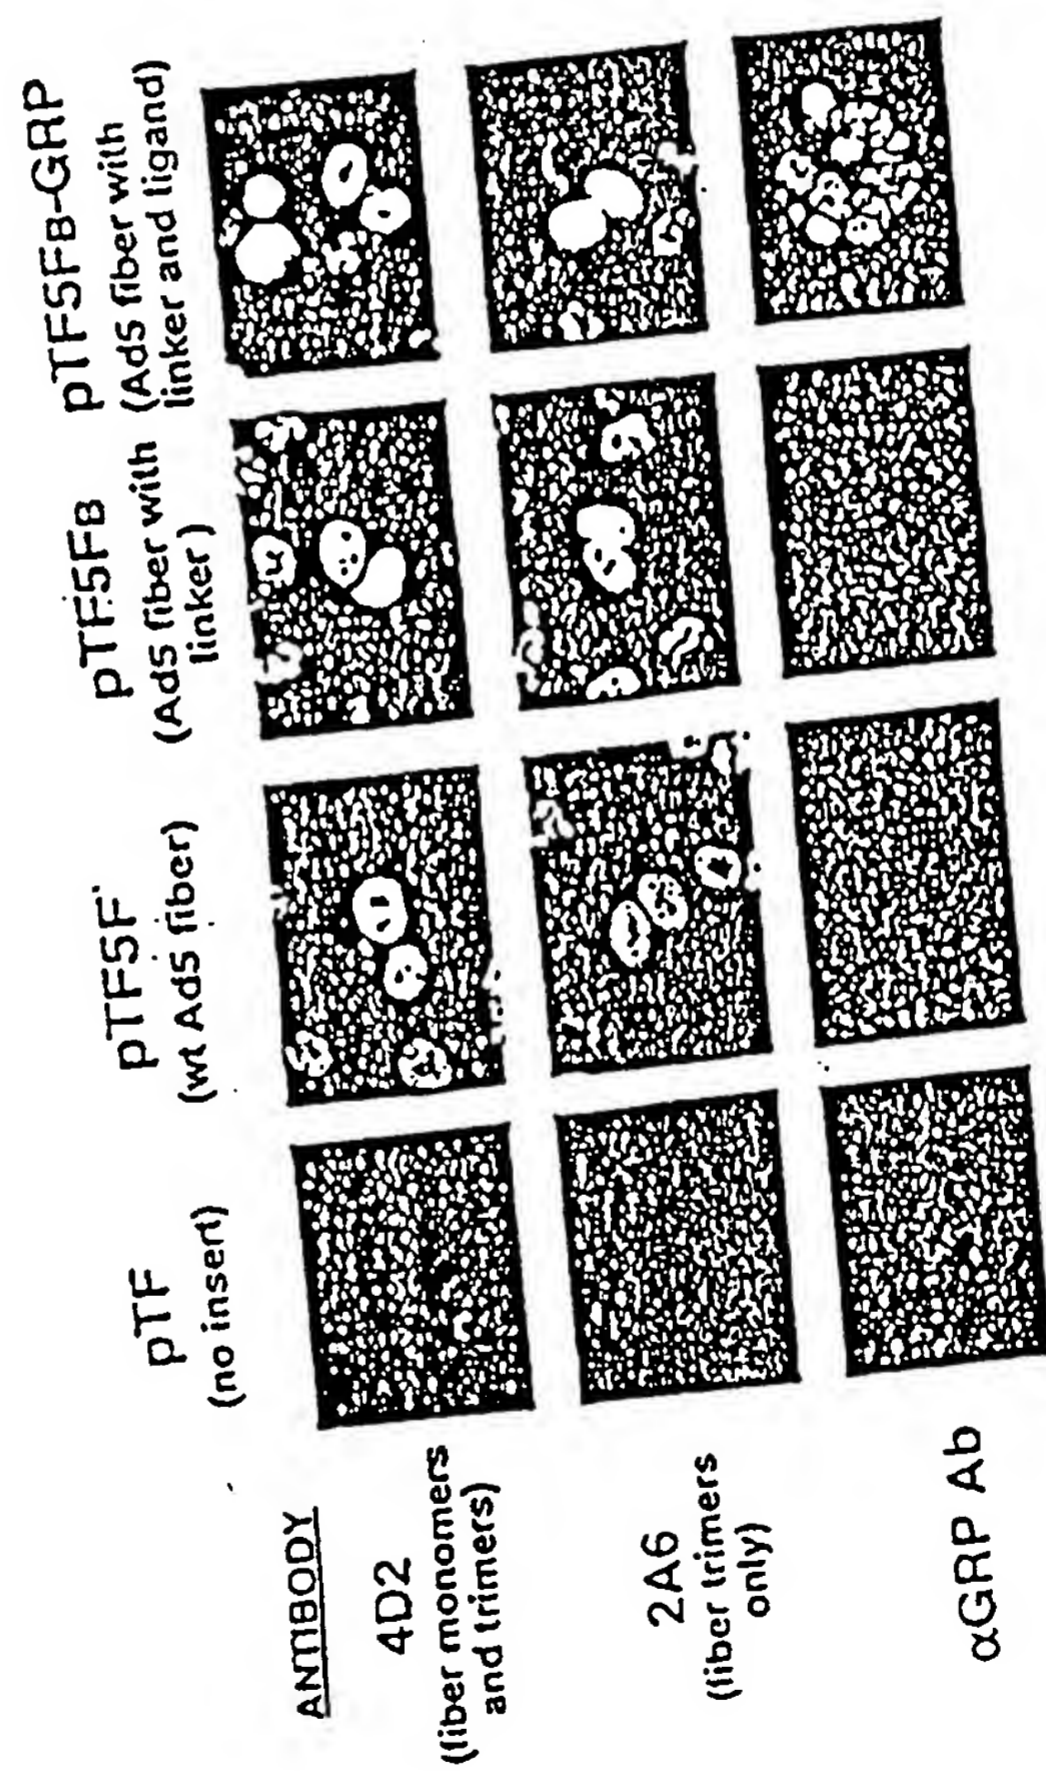 pTF
(no insert)
pTF5F
(wt Ad5 fiber)
pTF5FB
(Ad5 fiber with
linker)
pTF5FB-GRP
(Ad5 fiber with
linker and ligand)
ANTIBODY
4D2
(fiber monomers
and trimers)
2A6
(fiber trimers
only)
αGRP Ab